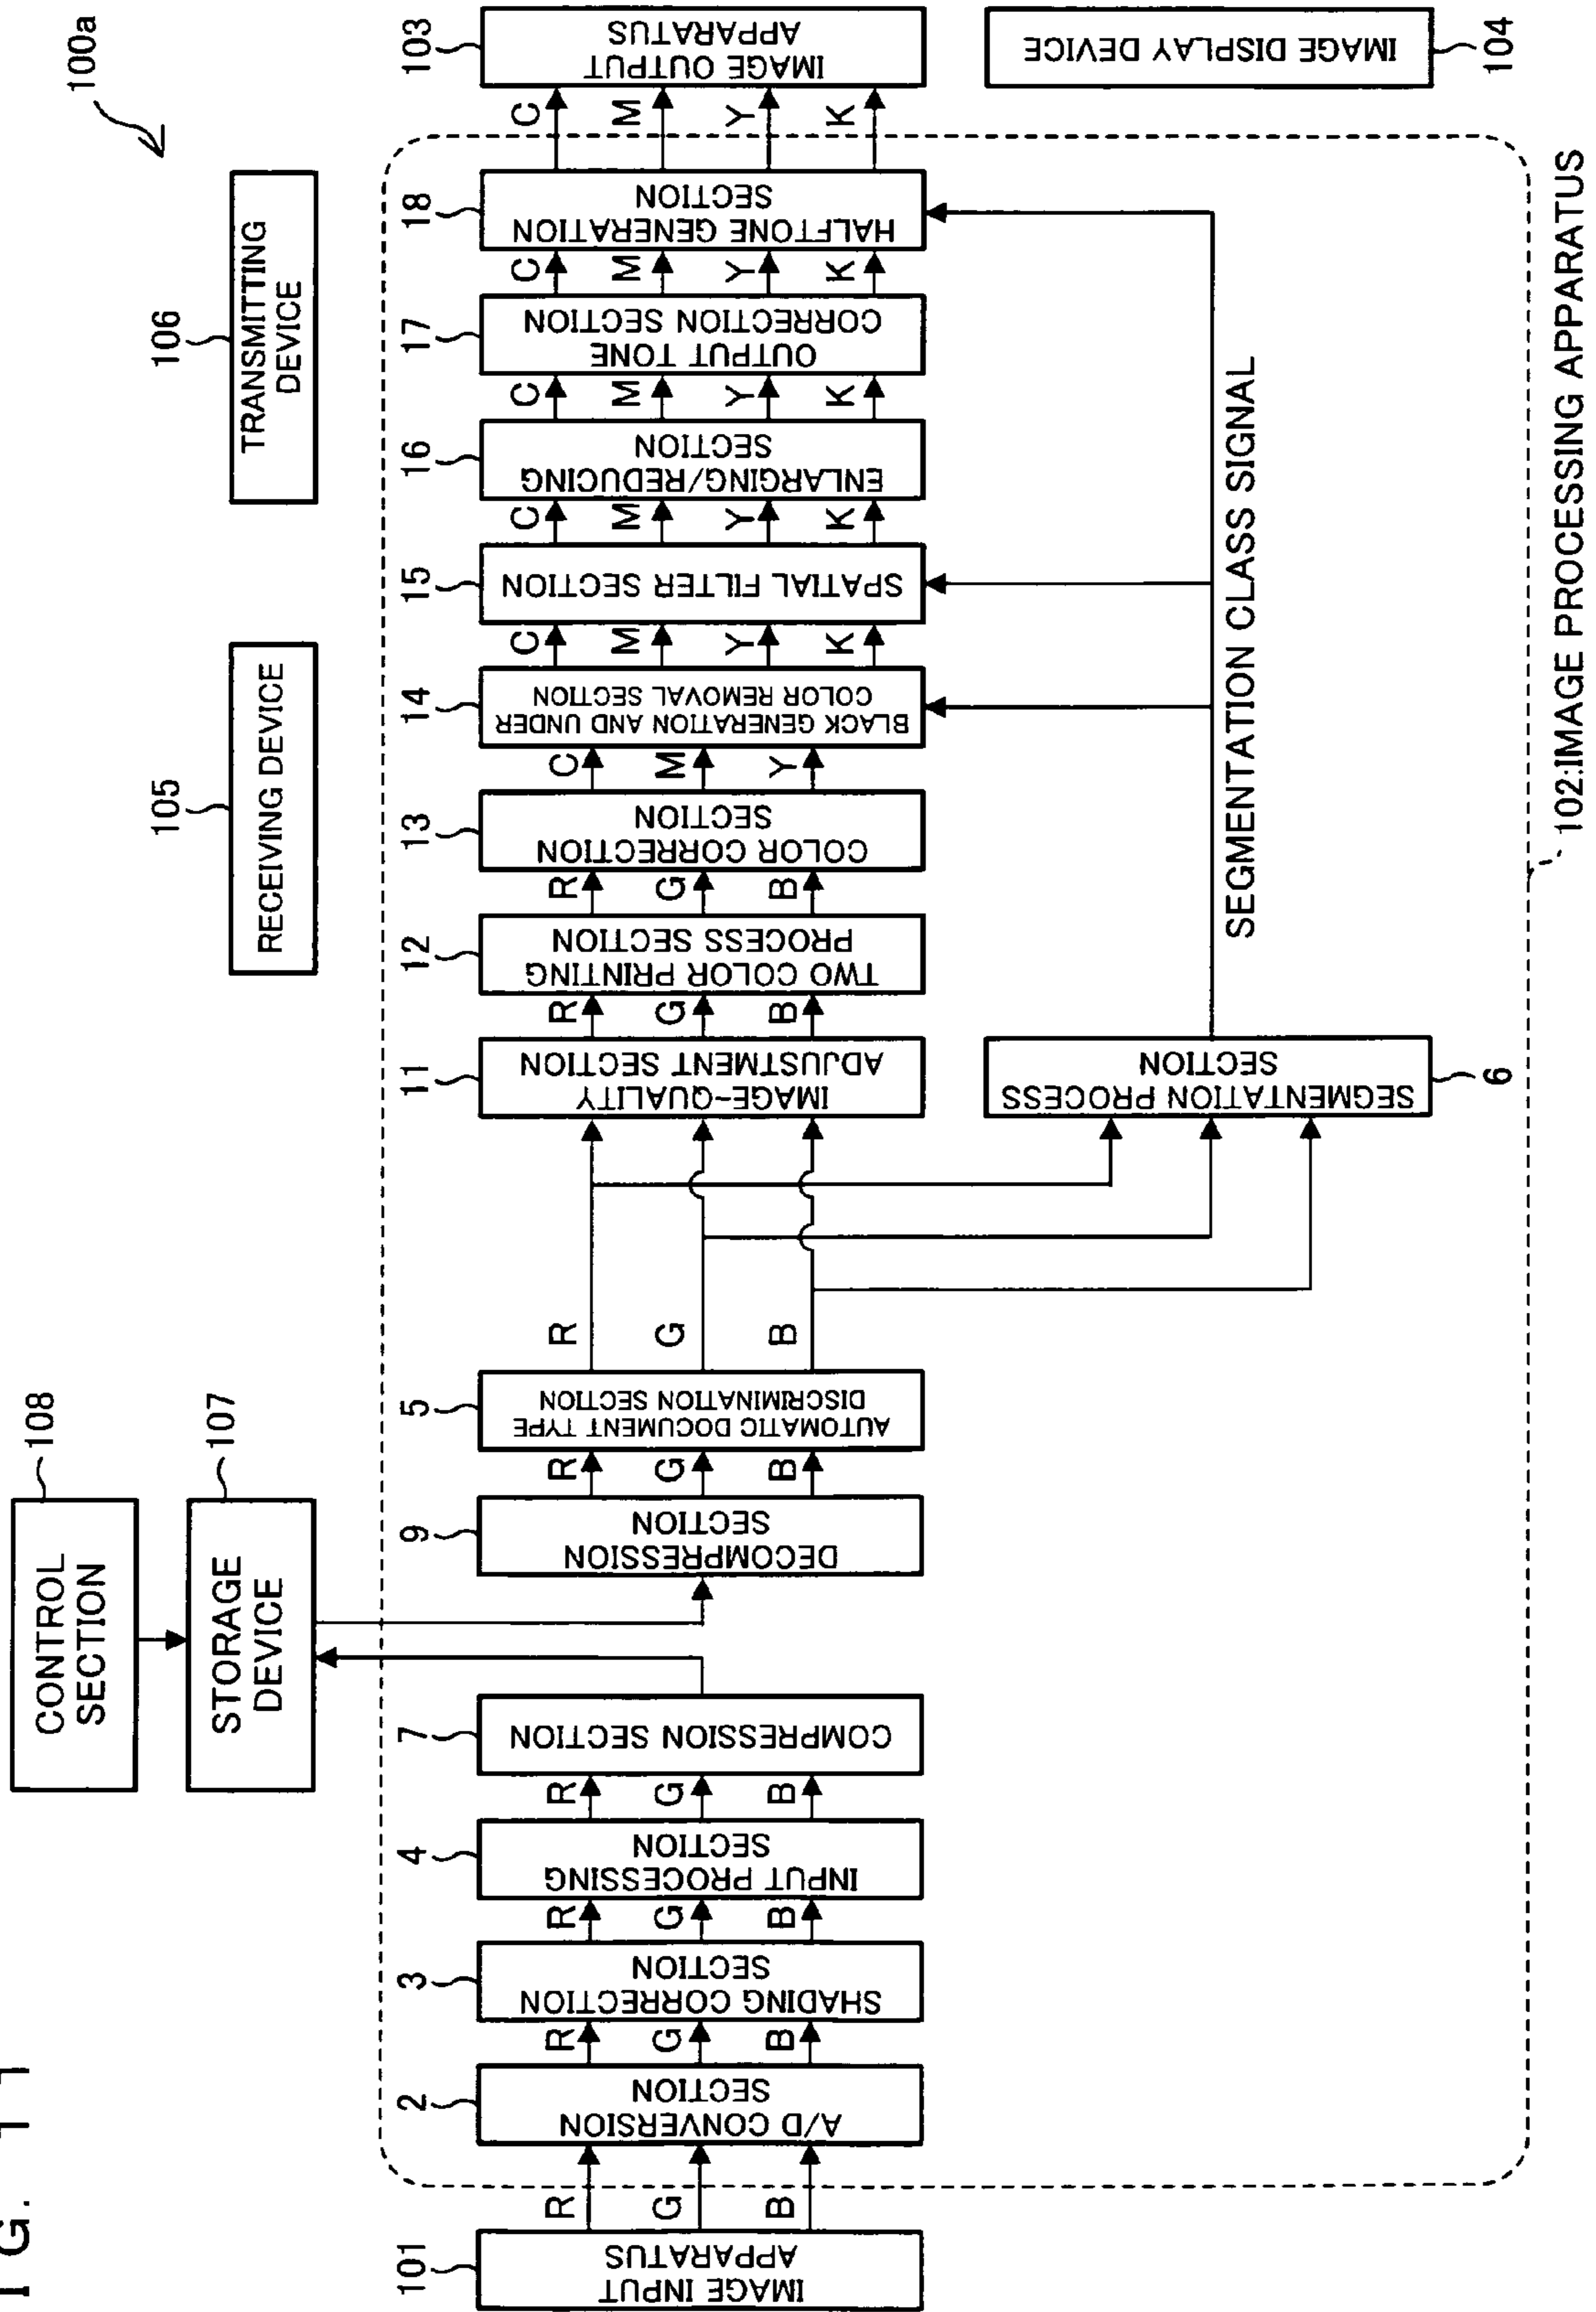 IG. 11
100a
108
CONTROL
SECTION
107
STORAGE
DEVICE
105
RECEIVING DEVICE
106
TRANSMITTING
DEVICE
101
IMAGE INPUT
APPARATUS
R
G
B
2
A/D CONVERSION
SECTION
R
G
B
3
SHADING CORRECTION
SECTION
R
G
B
4
INPUT PROCESSING
SECTION
R
G
B
7
COMPRESSION SECTION
9
DECOMPRESSION
SECTION
R
G
B
5
AUTOMATIC DOCUMENT TYPE
DISCRIMINATION SECTION
R
G
B
11
IMAGE-QUALITY
ADJUSTMENT SECTION
R
G
B
12
TWO COLOR PRINTING
PROCESS SECTION
R
G
B
13
COLOR CORRECTION
SECTION
C
M
Y
14
BLACK GENERATION AND UNDER
COLOR REMOVAL SECTION
C
M
Y
K
15
SPATIAL FILTER SECTION
C
M
Y
K
16
ENLARGING/REDUCING
SECTION
C
M
Y
K
17
OUTPUT TONE
CORRECTION SECTION
C
M
Y
K
18
HALFTONE GENERATION
SECTION
C
M
Y
K
103
IMAGE OUTPUT
APPARATUS
SEGMENTATION PROCESS
SECTION
6
SEGMENTATION CLASS SIGNAL
IMAGE DISPLAY DEVICE
104
102:IMAGE PROCESSING APPARATUS